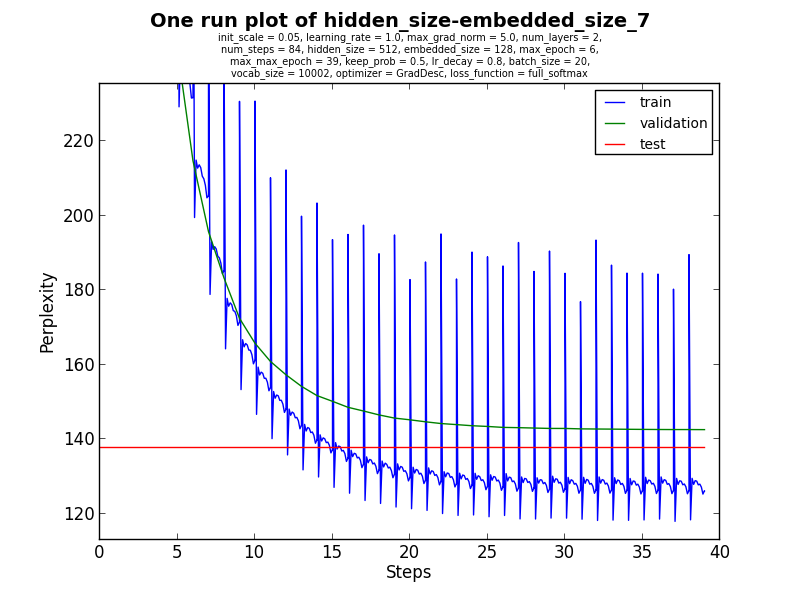 One run plot of hidden_size-embedded_size_7
init_scale = 0.05, learning_rate = 1.0, max_grad_norm = 5.0, num_layers = 2,
num_steps = 84, hidden_size = 512, embedded_size = 128, max_epoch = 6,
max_max_epoch = 39, keep_prob = 0.5, lr_decay = 0.8, batch_size = 20,
vocab_size = 10002, optimizer = GradDesc, loss_function = full_softmax
train
validation
test
220
200
180
160
140
120
Perplexity
0 5 10 15 20 25 30 35 40
Steps